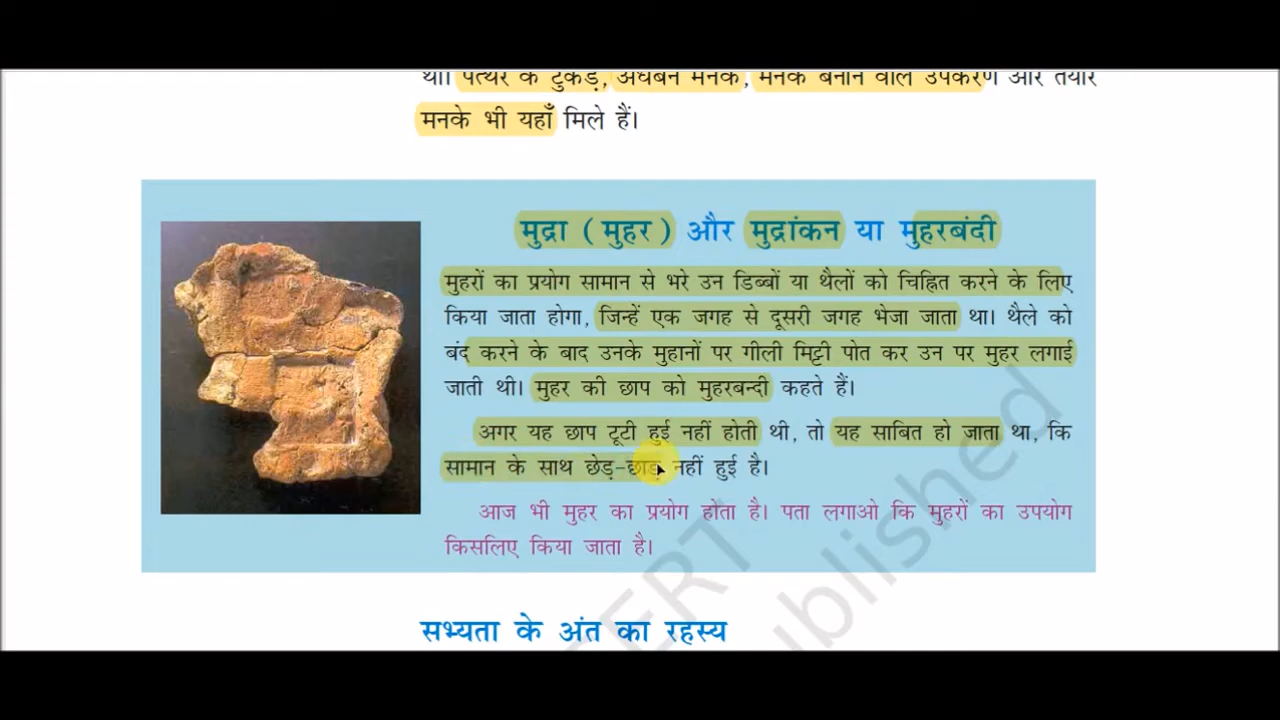 था। पत्थर के टुकड़े, अधबने मनके, मनके बनाने वाले उपकरण और तैयार
मनके भी यहाँ मिले हैं।
मुद्रा ( मुहर ) और मुद्रांकन या मुहरबंदी
मुहरों का प्रयोग सामान से भरे उन डिब्बों या थैलों को चिह्नित करने के लिए
किया जाता होगा, जिन्हें एक जगह से दूसरी जगह भेजा जाता था। थैले को
बंद करने के बाद उनके मुहानों पर गीली मिट्टी पोत कर उन पर मुहर लगाई
जाती थी। मुहर की छाप को मुहरबन्दी कहते हैं।
अगर यह छाप टूटी हुई नहीं होती थी, तो यह साबित हो जाता था, कि
सामान के साथ छेड़-छाड़ नहीं हुई है।
आज भी मुहर का प्रयोग होता है। पता लगाओ कि मुहरों का उपयोग
किसलिए किया जाता है।
सभ्यता के अंत का रहस्य